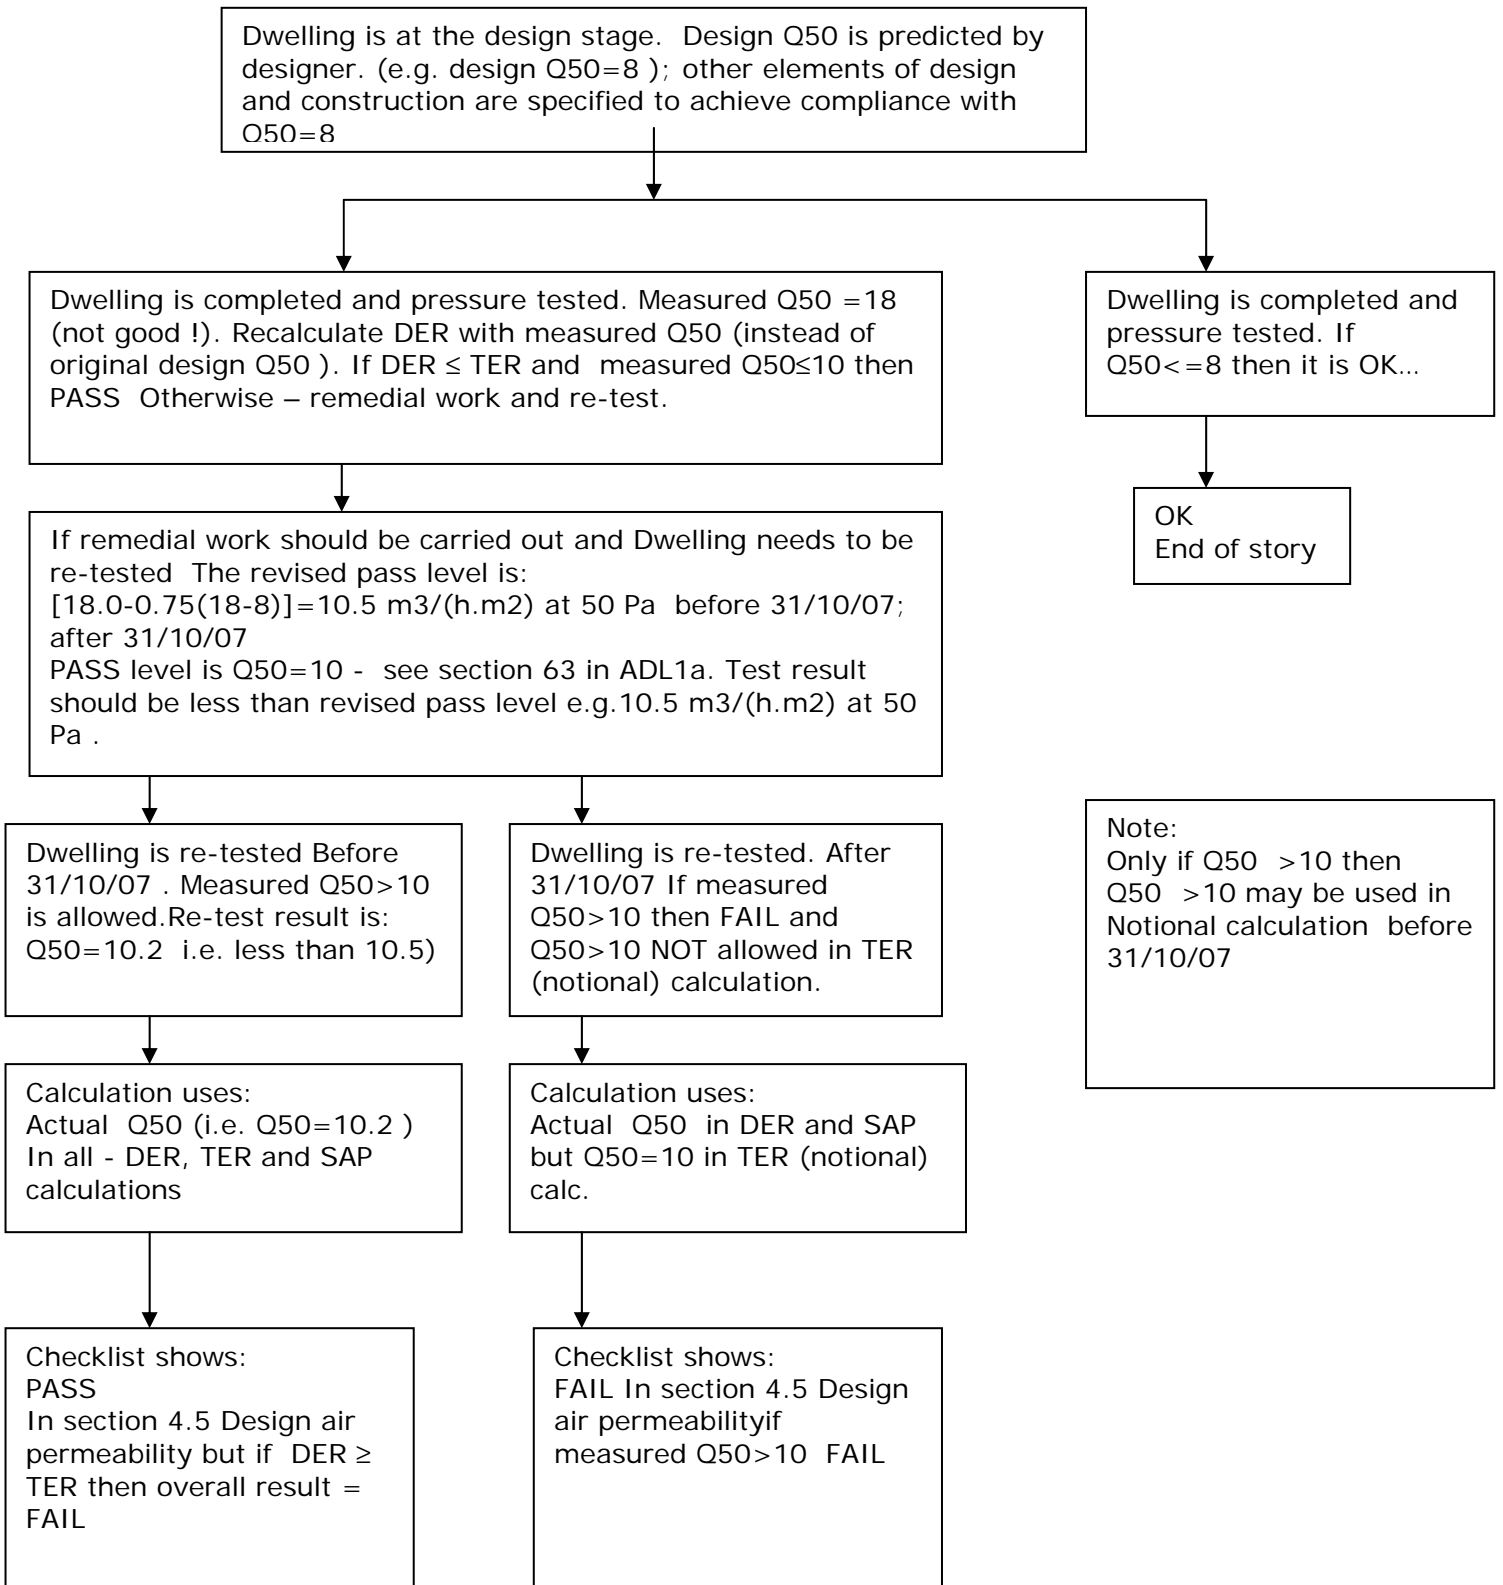 Dwelling is at the design stage.  Design Q50 is predicted by
designer. (e.g. design Q50=8 ); other elements of design
and construction are specified to achieve compliance with
Q50=8
Dwelling is completed and pressure tested. Measured Q50 =18
(not good !). Recalculate DER with measured Q50 (instead of
original design Q50 ). If DER ≤ TER and  measured Q50≤10 then
PASS  Otherwise – remedial work and re-test.
Dwelling is completed and
pressure tested. If
Q50<=8 then it is OK…
OK
End of story
If remedial work should be carried out and Dwelling needs to be
re-tested  The revised pass level is:
[18.0-0.75(18-8)]=10.5 m3/(h.m2) at 50 Pa  before 31/10/07;
after 31/10/07
PASS level is Q50=10 -  see section 63 in ADL1a. Test result
should be less than revised pass level e.g.10.5 m3/(h.m2) at 50
Pa .
Dwelling is re-tested Before
31/10/07 . Measured Q50>10
is allowed.Re-test result is:
Q50=10.2  i.e. less than 10.5)
Dwelling is re-tested. After
31/10/07 If measured
Q50>10 then FAIL and
Q50>10 NOT allowed in TER
(notional) calculation.
Note:
Only if Q50  >10 then
Q50  >10 may be used in
Notional calculation  before
31/10/07
Calculation uses:
Actual  Q50 (i.e. Q50=10.2 )
In all - DER, TER and SAP
calculations
Calculation uses:
Actual  Q50  in DER and SAP
but Q50=10 in TER (notional)
calc.
Checklist shows:
PASS
In section 4.5 Design air
permeability but if  DER ≥
TER then overall result =
FAIL
Checklist shows:
FAIL In section 4.5 Design
air permeabilityif
measured Q50>10  FAIL